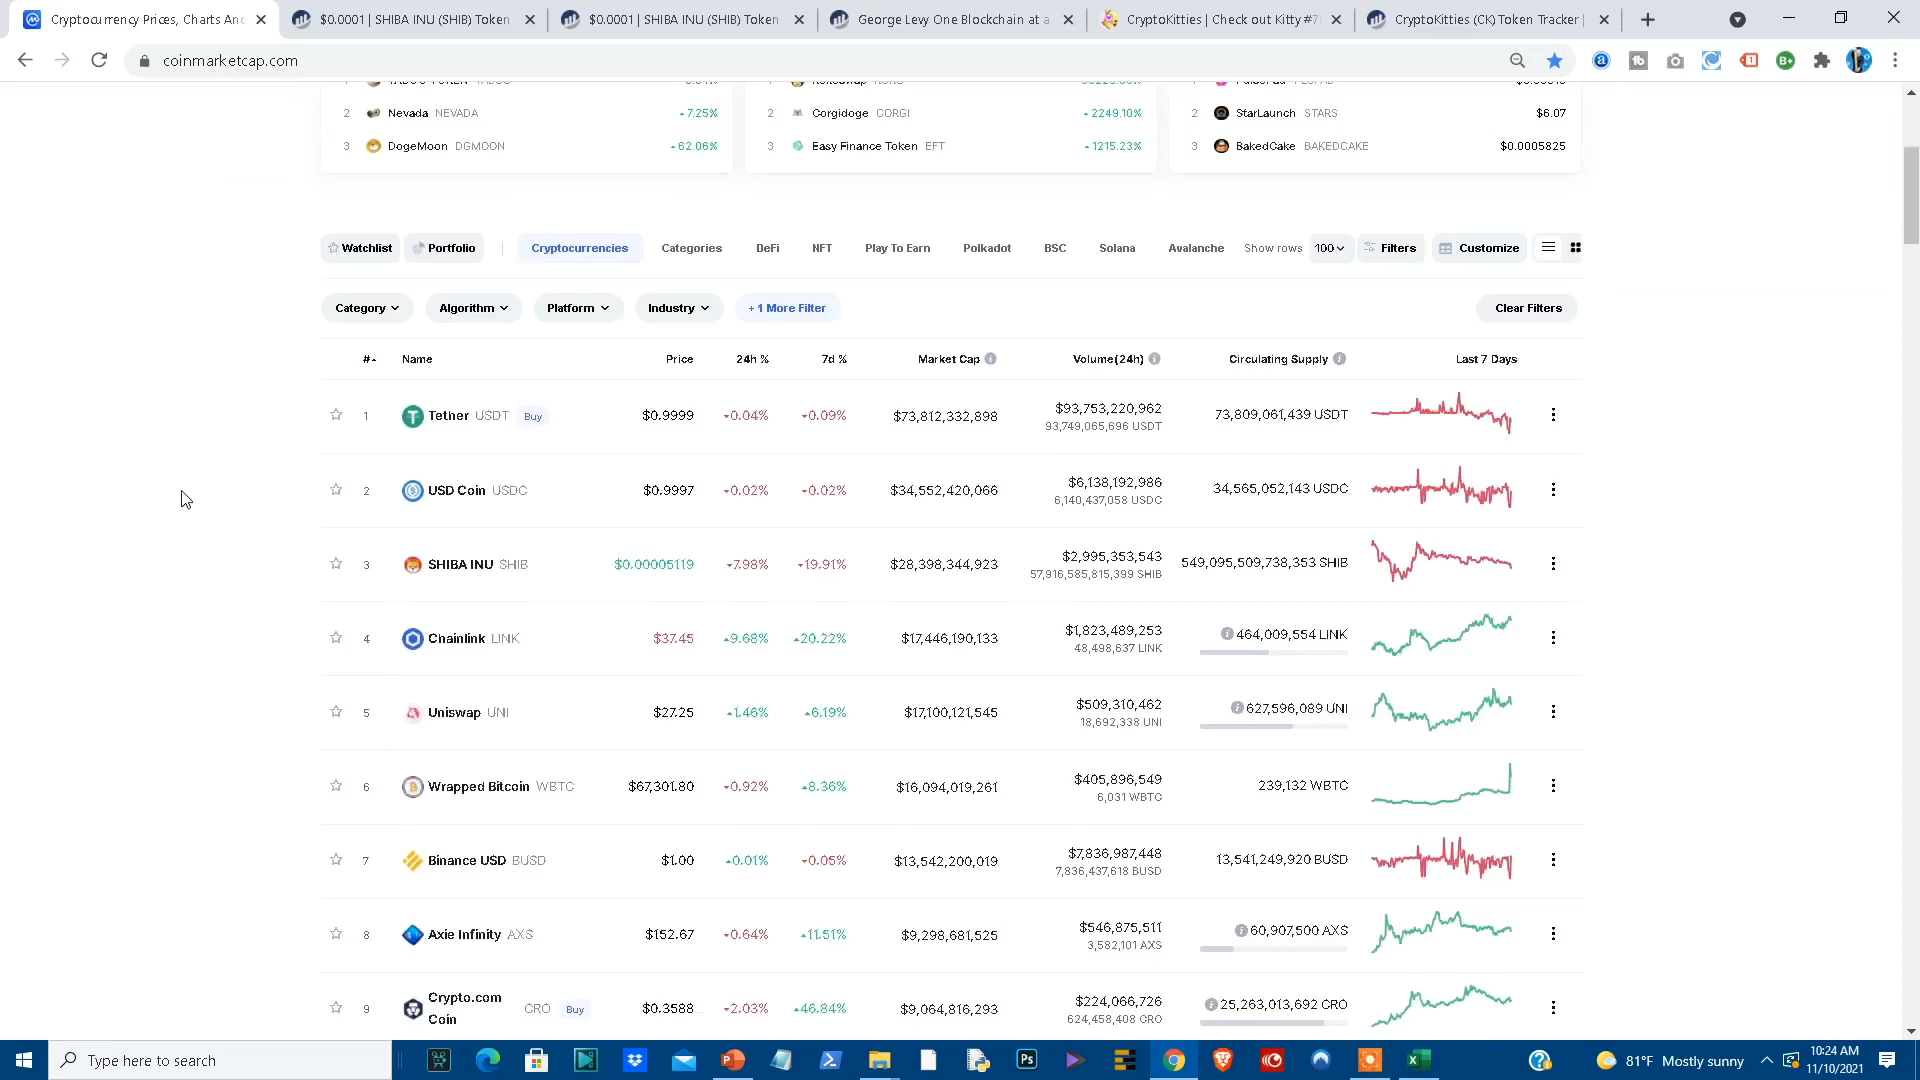 Cryptocurrency Prices, Charts And
$0.0001 | SHIBA INU (SHIB) Token
$0.0001 | SHIBA INU (SHIB) Token
George Levy One Blockchain at a
CryptoKitties | Check out Kitty #7
CryptoKitties (CK) Token Tracker |
coinmarketcap.com
2 Nevada NEVADA 7.25%
2 Corgidoge CORGI 2249.10%
2 StarLaunch STARS $6.07
3 DogeMoon DGMOON 62.06%
3 Easy Finance Token EFT 1215.23%
3 BakedCake BAKEDCAKE $0.0005825
Watchlist Portfolio Cryptocurrencies Categories DeFi NFT Play To Earn Polkadot BSC Solana Avalanche Show rows 100 Filters Customize
Category Algorithm Platform Industry + 1 More Filter Clear Filters
# Name Price 24h % 7d % Market Cap Volume(24h) Circulating Supply Last 7 Days
1 Tether USDT Buy $0.9999 0.04% 0.09% $73,812,332,898 $93,753,220,962 73,809,061,439 USDT
93,749,065,696 USDT
2 USD Coin USDC $0.9997 0.02% 0.02% $34,552,420,066 $6,138,192,986 34,565,052,143 USDC
6,140,437,058 USDC
3 SHIBA INU SHIB $0.00005119 7.98% 19.91% $28,398,344,923 $2,995,353,543 549,095,509,738,353 SHIB
57,916,585,815,399 SHIB
4 Chainlink LINK $37.45 9.68% 20.22% $17,446,190,133 $1,823,489,253 464,009,554 LINK
48,498,637 LINK
5 Uniswap UNI $27.25 1.46% 6.19% $17,100,121,545 $509,310,462 627,596,089 UNI
18,692,338 UNI
6 Wrapped Bitcoin WBTC $67,301.80 0.92% 8.36% $16,094,019,261 $405,896,549 239,132 WBTC
6,031 WBTC
7 Binance USD BUSD $1.00 0.01% 0.05% $13,542,200,019 $7,836,987,448 13,541,249,920 BUSD
7,836,437,618 BUSD
8 Axie Infinity AXS $152.67 0.64% 11.51% $9,298,681,525 $546,875,511 60,907,500 AXS
3,582,101 AXS
9 Crypto.com Coin CRO Buy $0.3588 2.03% 46.84% $9,064,816,293 $224,066,726 25,263,013,692 CRO
624,458,408 CRO
Type here to search
81°F Mostly sunny
10:24 AM
11/10/2021